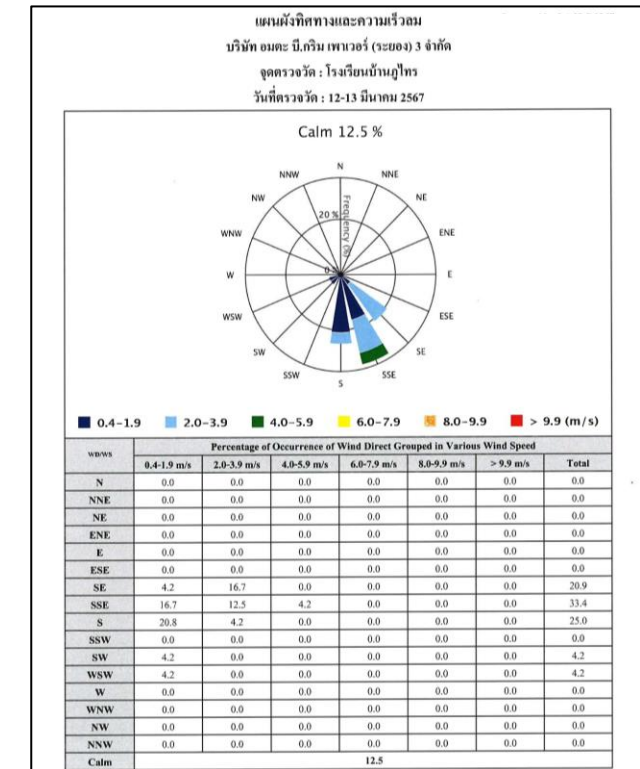 แผนผังทิศทางและความเร็วลม
บริษัท อมตะ บี.กริม เพาเวอร์ (ระยอง) 3 จำกัด
จุดตรวจวัด : โรงเรียนบ้านภูไทร
วันที่ตรวจวัด : 12-13 มีนาคม 2567
Calm 12.5 %
N
NNW
NNE
NW
NE
20 %
Frequency (%)
WNW
ENE
0
W
E
WSW
ESE
SW
SE
SSW
SSE
S
0.4-1.9 2.0-3.9 4.0-5.9 6.0-7.9 8.0-9.9 > 9.9 (m/s)
WD/WS Percentage of Occurrence of Wind Direct Grouped in Various Wind Speed
0.4-1.9 m/s 2.0-3.9 m/s 4.0-5.9 m/s 6.0-7.9 m/s 8.0-9.9 m/s > 9.9 m/s Total
N 0.0 0.0 0.0 0.0 0.0 0.0 0.0
NNE 0.0 0.0 0.0 0.0 0.0 0.0 0.0
NE 0.0 0.0 0.0 0.0 0.0 0.0 0.0
ENE 0.0 0.0 0.0 0.0 0.0 0.0 0.0
E 0.0 0.0 0.0 0.0 0.0 0.0 0.0
ESE 0.0 0.0 0.0 0.0 0.0 0.0 0.0
SE 4.2 16.7 0.0 0.0 0.0 0.0 20.9
SSE 16.7 12.5 4.2 0.0 0.0 0.0 33.4
S 20.8 4.2 0.0 0.0 0.0 0.0 25.0
SSW 0.0 0.0 0.0 0.0 0.0 0.0 0.0
SW 4.2 0.0 0.0 0.0 0.0 0.0 4.2
WSW 4.2 0.0 0.0 0.0 0.0 0.0 4.2
W 0.0 0.0 0.0 0.0 0.0 0.0 0.0
WNW 0.0 0.0 0.0 0.0 0.0 0.0 0.0
NW 0.0 0.0 0.0 0.0 0.0 0.0 0.0
NNW 0.0 0.0 0.0 0.0 0.0 0.0 0.0
Calm 12.5